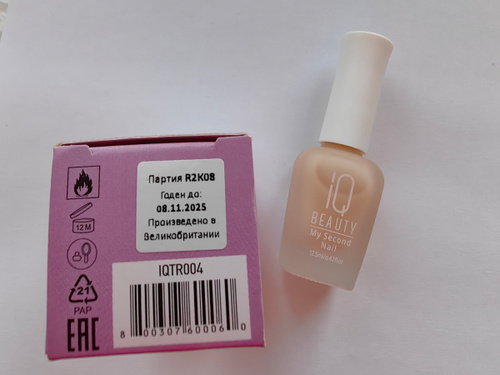 Партия R2K08
Годен до:
08.11.2025
Произведено в
Великобритании
12 M
IQTR004
21
PAP
EAC
8 00307 60006 0
iQ
BEAUTY
My Second
Nail